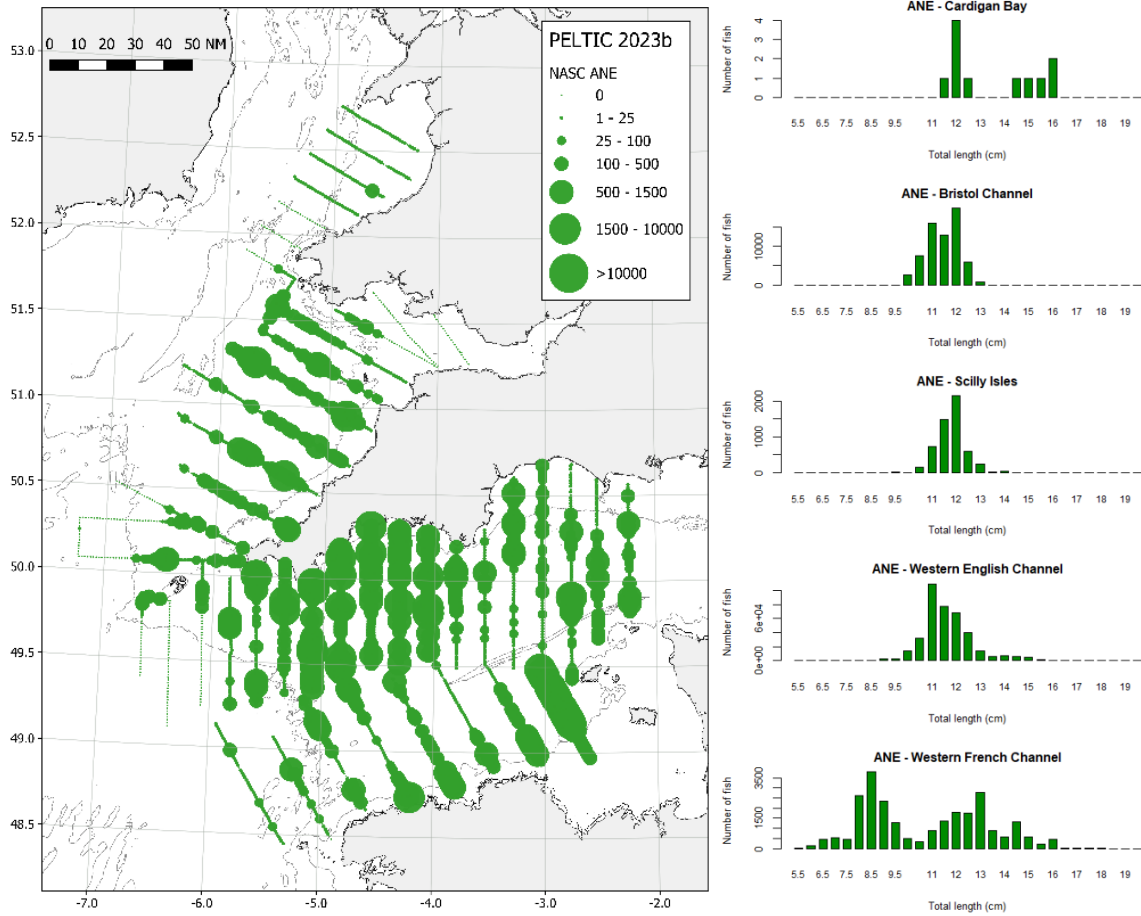 53.0
52.5
52.0
51.5
51.0
50.5
50.0
49.5
49.0
48.5
0 10 20 30 40 50 NM
PELTIC 2023b
NASC ANE
0
1 - 25
25 - 100
100 - 500
500 - 1500
1500 - 10000
>10000
-7.0 -6.0 -5.0 -4.0 -3.0 -2.0
ANE - Cardigan Bay
Number of fish
4
3
2
1
0
5.5 6.5 7.5 8.5 9.5 11 12 13 14 15 16 17 18 19
Total length (cm)
ANE - Bristol Channel
Number of fish
10000
0
5.5 6.5 7.5 8.5 9.5 11 12 13 14 15 16 17 18 19
Total length (cm)
ANE - Scilly Isles
Number of fish
2000
1000
0
5.5 6.5 7.5 8.5 9.5 11 12 13 14 15 16 17 18 19
Total length (cm)
ANE - Western English Channel
Number of fish
6e+04
0e+00
5.5 6.5 7.5 8.5 9.5 11 12 13 14 15 16 17 18 19
Total length (cm)
ANE - Western French Channel
Number of fish
3500
1500
0
5.5 6.5 7.5 8.5 9.5 11 12 13 14 15 16 17 18 19
Total length (cm)